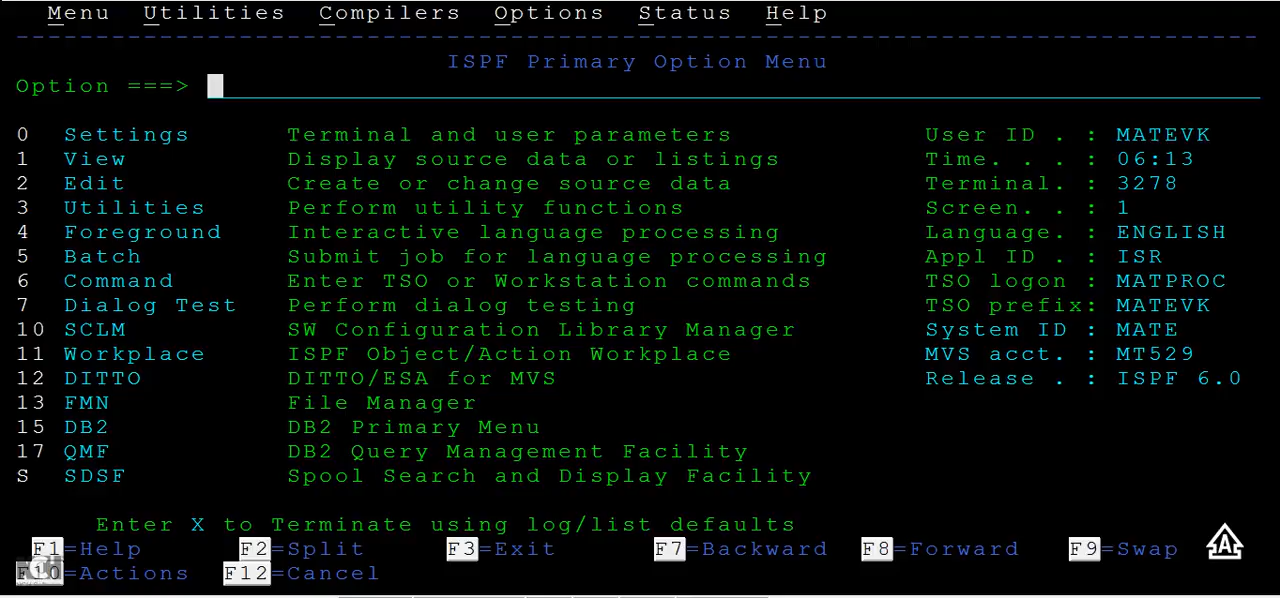 Menu Utilities Compilers Options Status Help
ISPF Primary Option Menu
Option ===>
0 Settings Terminal and user parameters User ID . : MATEVK
1 View Display source data or listings Time. . . : 06:13
2 Edit Create or change source data Terminal. : 3278
3 Utilities Perform utility functions Screen. . : 1
4 Foreground Interactive language processing Language. : ENGLISH
5 Batch Submit job for language processing Appl ID . : ISR
6 Command Enter TSO or Workstation commands TSO logon : MATPROC
7 Dialog Test Perform dialog testing TSO prefix: MATEVK
10 SCLM SW Configuration Library Manager System ID : MATE
11 Workplace ISPF Object/Action Workplace MVS acct. : MT529
12 DITTO DITTO/ESA for MVS Release . : ISPF 6.0
13 FMN File Manager
15 DB2 DB2 Primary Menu
17 QMF DB2 Query Management Facility
S SDSF Spool Search and Display Facility
Enter X to Terminate using log/list defaults
F1=Help F2=Split F3=Exit F7=Backward F8=Forward F9=Swap
F10=Actions F12=Cancel
A